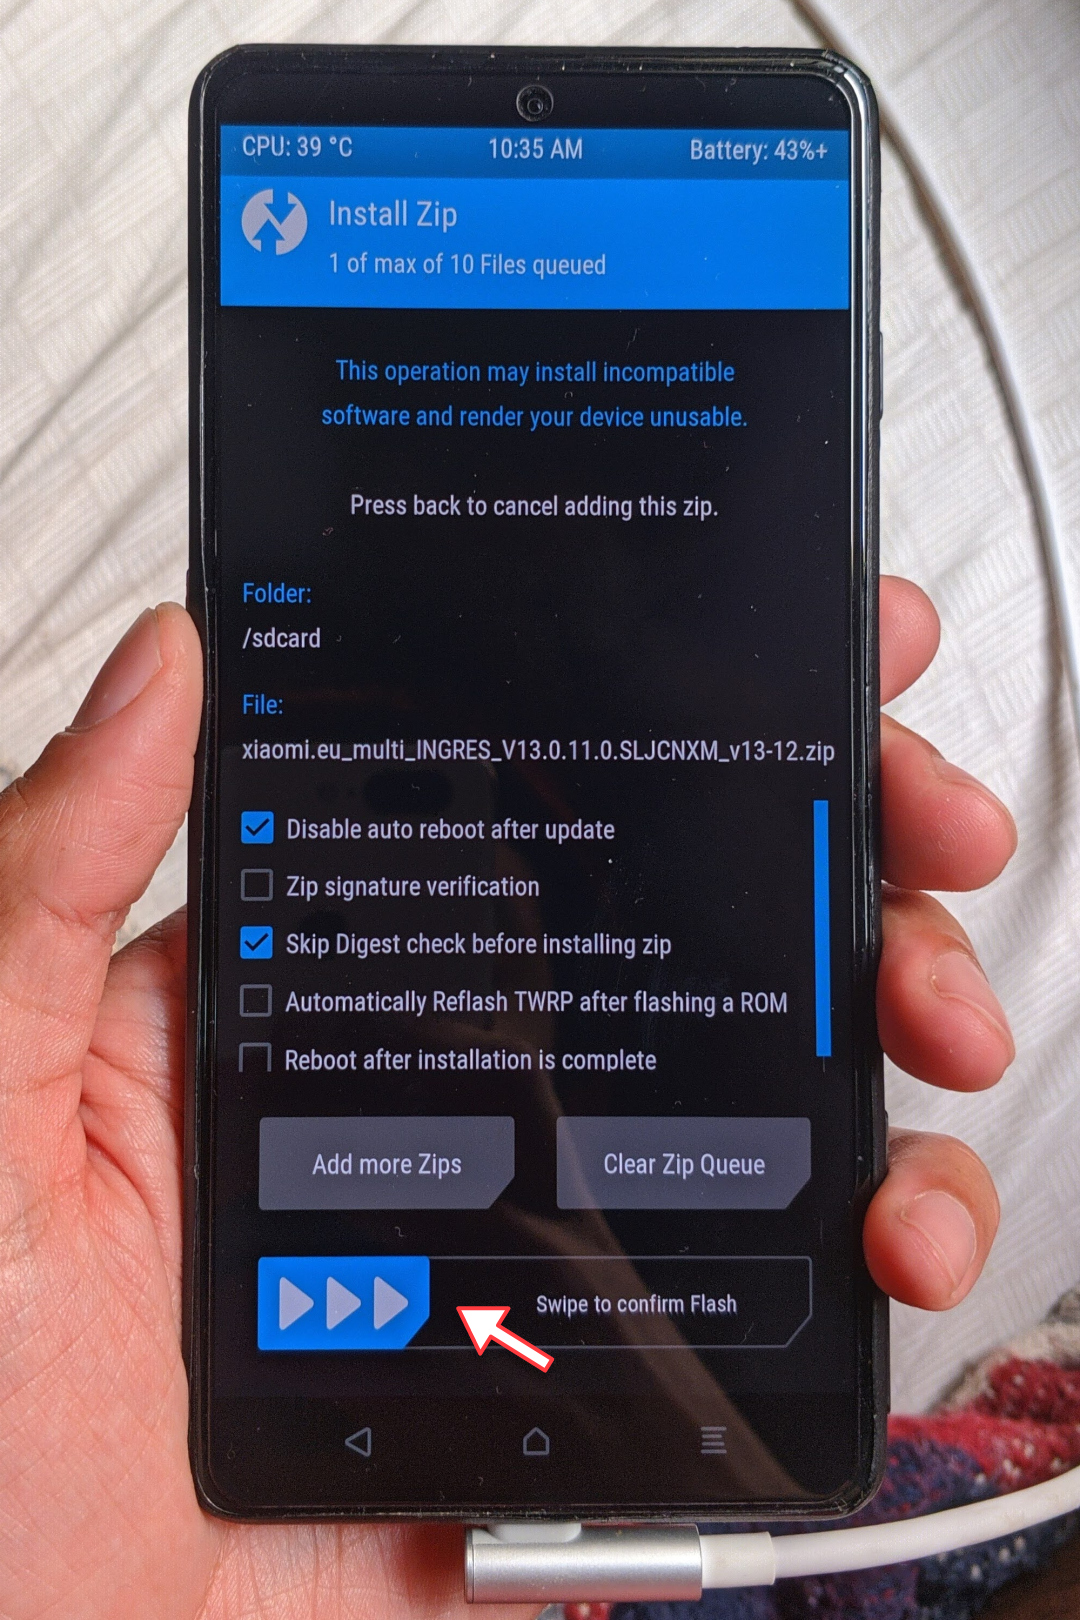 CPU: 39 °C 10:35 AM Battery: 43%+
Install Zip
1 of max of 10 Files queued
This operation may install incompatible
software and render your device unusable.
Press back to cancel adding this zip.
Folder:
/sdcard
File:
xiaomi.eu_multi_INGRES_V13.0.11.0.SLJCNXM_v13-12.zip
Disable auto reboot after update
Zip signature verification
Skip Digest check before installing zip
Automatically Reflash TWRP after flashing a ROM
Reboot after installation is complete
Add more Zips Clear Zip Queue
Swipe to confirm Flash